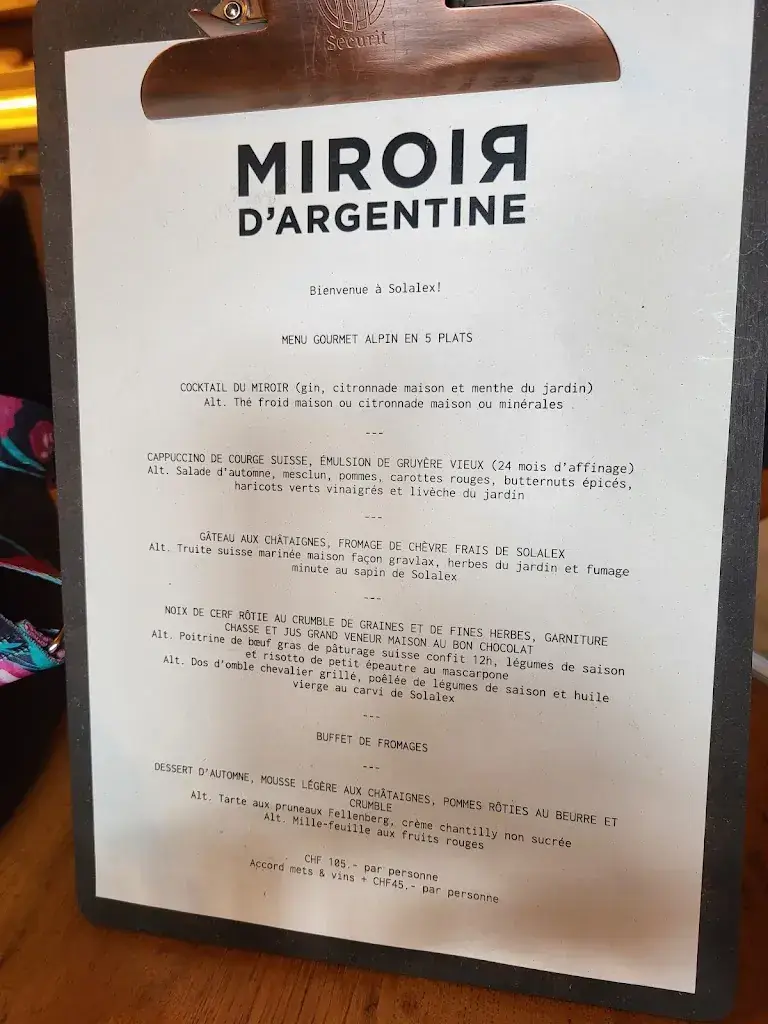 Securit
MIROIR
D'ARGENTINE
Bienvenue à Solalex!
MENU GOURMET ALPIN EN 5 PLATS
COCKTAIL DU MIROIR (gin, citronnade maison et menthe du jardin)
Alt. Thé froid maison ou citronnade maison ou minérales
---
CAPPUCCINO DE COURGE SUISSE, ÉMULSION DE GRUYÈRE VIEUX (24 mois d'affinage)
Alt. Salade d'automne, mesclun, pommes, carottes rouges, butternuts épicés,
haricots verts vinaigrés et livèche du jardin
---
GÂTEAU AUX CHÂTAIGNES, FROMAGE DE CHÈVRE FRAIS DE SOLALEX
Alt. Truite suisse marinée maison façon gravlax, herbes du jardin et fumage
minute au sapin de Solalex
---
NOIX DE CERF RÔTIE AU CRUMBLE DE GRAINES ET DE FINES HERBES, GARNITURE
CHASSE ET JUS GRAND VENEUR MAISON AU BON CHOCOLAT
Alt. Poitrine de bœuf gras de pâturage suisse confit 12h, légumes de saison
et risotto de petit épeautre au mascarpone
Alt. Dos d'omble chevalier grillé, poêlée de légumes de saison et huile
vierge au carvi de Solalex
---
BUFFET DE FROMAGES
---
DESSERT D'AUTOMNE, MOUSSE LÉGÈRE AUX CHÂTAIGNES, POMMES RÔTIES AU BEURRE ET
CRUMBLE
Alt. Tarte aux pruneaux Fellenberg, crème chantilly non sucrée
Alt. Mille-feuille aux fruits rouges
CHF 105.- par personne
Accord mets & vins + CHF45.- par personne